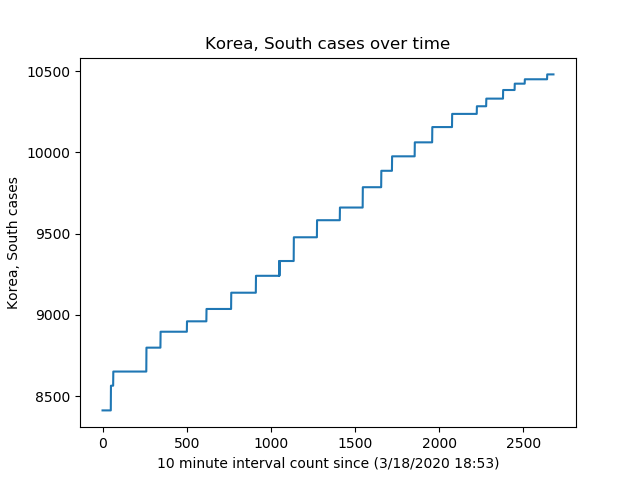 Korea, South cases over time
10500
10000
9500
9000
8500
Korea, South cases
0 500 1000 1500 2000 2500
10 minute interval count since (3/18/2020 18:53)